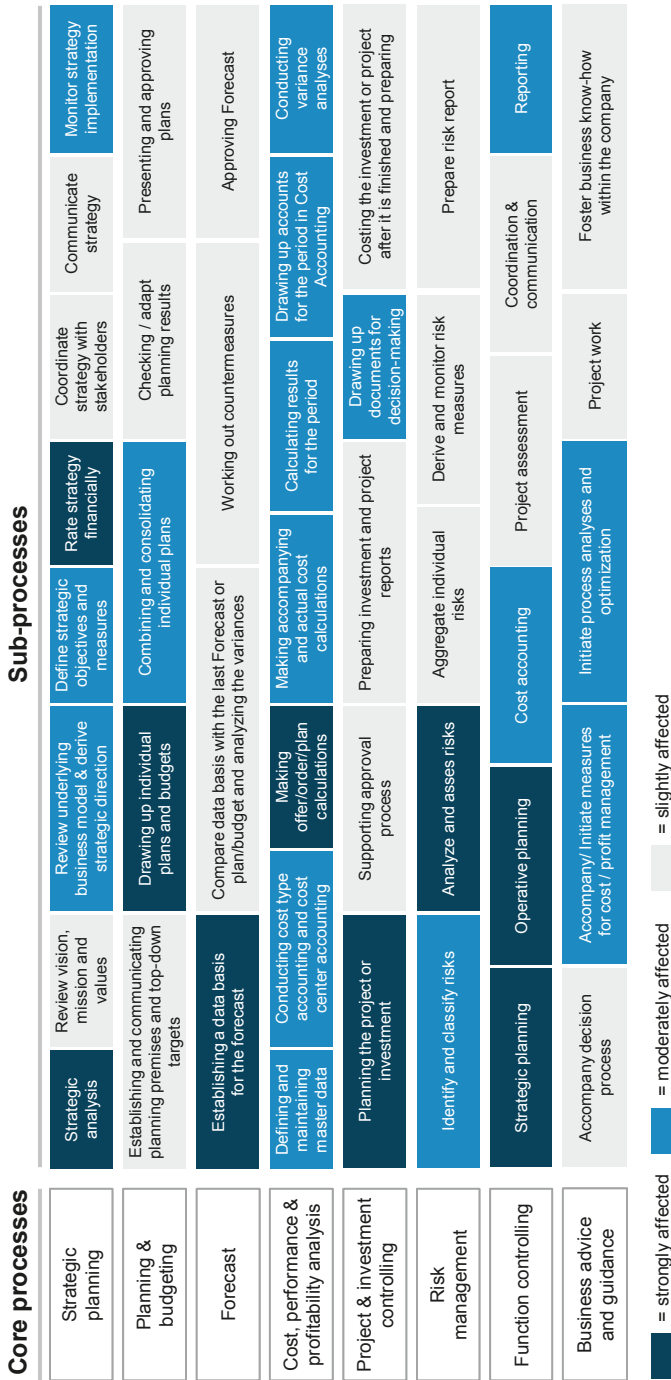 Core processes
Sub-processes
Strategic
planning
Strategic
analysis
Review vision,
mission and
values
Review underlying
business model & derive
strategic direction
Define strategic
objectives and
measures
Rate strategy
financially
Coordinate
strategy with
stakeholders
Communicate
strategy
Monitor strategy
implementation
Planning &
budgeting
Establishing and communicating
planning premises and top-down
targets
Drawing up individual
plans and budgets
Combining and consolidating
individual plans
Checking / adapt
planning results
Presenting and approving
plans
Forecast
Establishing a data basis
for the forecast
Compare data basis with the last Forecast or
plan/budget and analyzing the variances
Working out countermeasures
Approving Forecast
Cost, performance &
profitability analysis
Defining and
maintaining
master data
Conducting cost type
accounting and cost
center accounting
Making
offer/order/plan
calculations
Making accompanying
and actual cost
calculations
Calculating results
for the period
Drawing up accounts
for the period in Cost
Accounting
Conducting
variance
analyses
Project & investment
controlling
Planning the project or
investment
Supporting approval
process
Preparing investment and project
reports
Drawing up
documents for
decision-making
Costing the investment or project
after it is finished and preparing
Risk
management
Identify and classify risks
Analyze and asses risks
Aggregate individual
risks
Derive and monitor risk
measures
Prepare risk report
Function controlling
Strategic planning
Operative planning
Cost accounting
Project assessment
Coordination &
communication
Reporting
Business advice
and guidance
Accompany decision
process
Accompany/ Initiate measures
for cost / profit management
Initiate process analyses and
optimization
Project work
Foster business know-how
within the company
= strongly affected
= moderately affected
= slightly affected